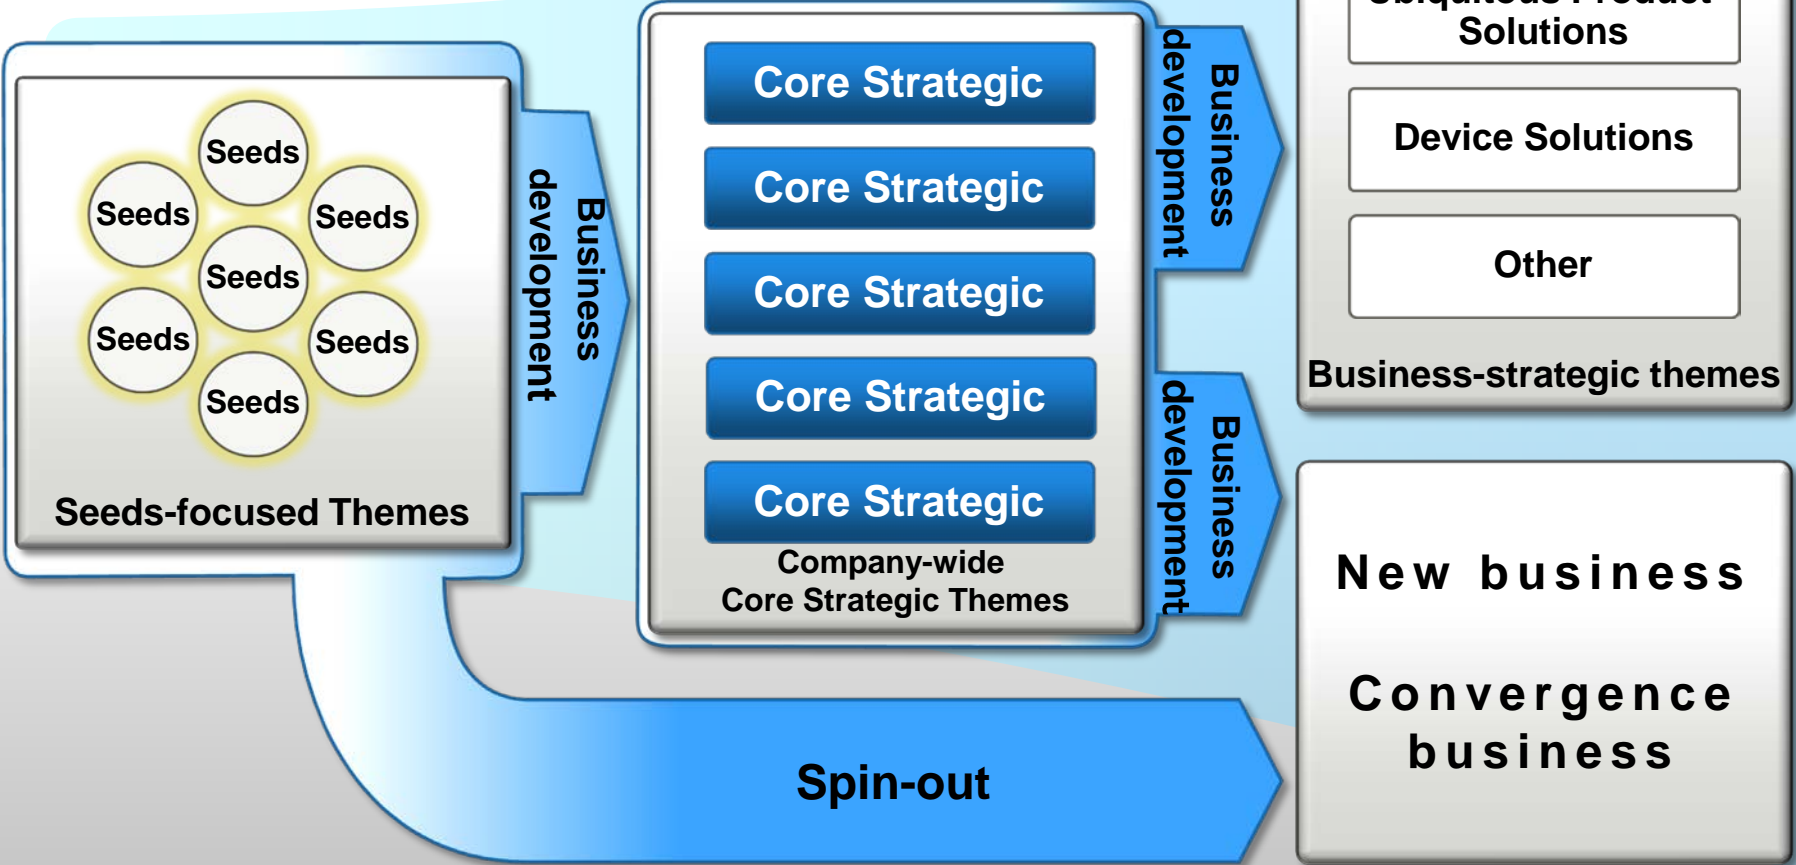 Seeds
Seeds
Seeds
Seeds
Seeds
Seeds
Seeds
Seeds-focused Themes
Business
development
Core Strategic
Core Strategic
Core Strategic
Core Strategic
Core Strategic
Company-wide
Core Strategic Themes
Business
development
Business
development
Ubiquitous Product
Solutions
Device Solutions
Other
Business-strategic themes
New business
Convergence
business
Spin-out